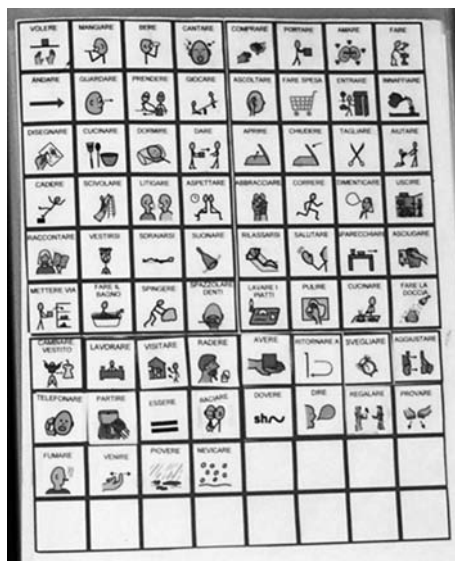 VOLERE MANGIARE BERE CANTARE COMPRARE PORTARE AMARE FARE
ANDARE GUARDARE PRENDERE GIOCARE ASCOLTARE FARE SPESA ENTRARE INNAFFIARE
DISEGNARE CUCINARE DORMIRE DARE APRIRE CHIUDERE TAGLIARE AIUTARE
CADERE SCIVOLARE LITIGARE ASPETTARE ABBRACCIARE CORRERE DIMENTICARE USCIRE
RACCONTARE VESTIRSI SDRAIARSI SUONARE RILASSARSI SALUTARE SPARECCHIARE ASCIUGARE
METTERE VIA FARE IL BAGNO SPINGERE SPAZZOLARE DENTI LAVARE I PIATTI PULIRE CUCINARE FARE LA DOCCIA
CAMBIARE VESTITO LAVORARE VISITARE RADERE AVERE RITORNARE A SVEGLIARE AGGIUSTARE
TELEFONARE PARTIRE ESSERE BACIARE DOVERE DIRE REGALARE PROVARE
sh
FUMARE VENIRE PIOVERE NEVICARE